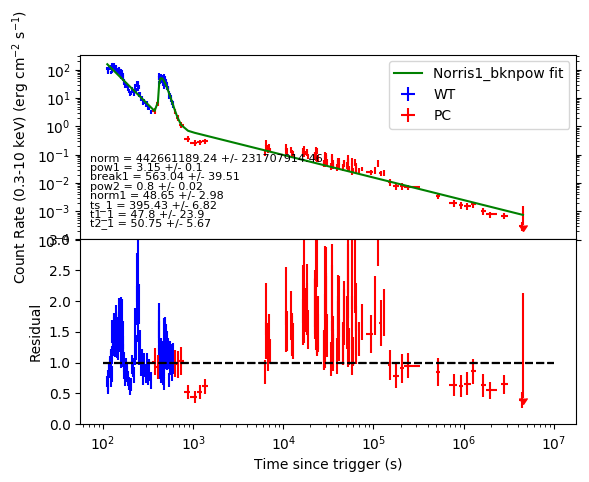 Count Rate (0.3-10 keV) (erg cm⁻² s⁻¹)
10²
10¹
10⁰
10⁻¹
10⁻²
10⁻³
Norris1_bknpow fit
WT
PC
norm = 442661189.24 +/- 231707914.46
pow1 = 3.15 +/- 0.1
break1 = 563.04 +/- 39.51
pow2 = 0.8 +/- 0.02
norm1 = 48.65 +/- 2.98
ts_1 = 395.43 +/- 6.82
t1_1 = 47.8 +/- 23.9
t2_1 = 50.75 +/- 5.67
Residual
3.0
2.5
2.0
1.5
1.0
0.5
0.0
10² 10³ 10⁴ 10⁵ 10⁶ 10⁷
Time since trigger (s)